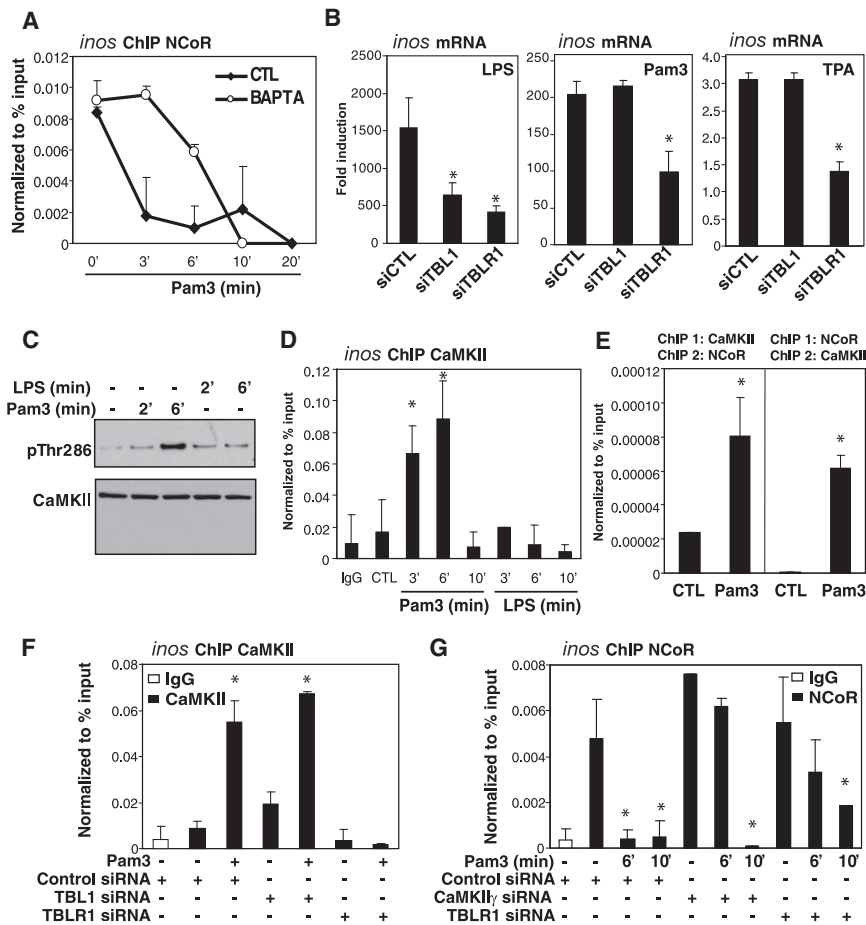 A
inos ChIP NCoR
Normalized to % input
0.012
0.010
0.008
0.006
0.004
0.002
0
CTL
BAPTA
0' 3' 6' 10' 20'
Pam3 (min)
B
inos mRNA
LPS
Fold induction
2500
2000
1500
1000
500
0
* *
siCTL siTBL1 siTBLR1
inos mRNA
Pam3
250
200
150
100
50
0
*
siCTL siTBL1 siTBLR1
inos mRNA
TPA
3.5
3.0
2.5
2.0
1.5
1.0
0.0
*
siCTL siTBL1 siTBLR1
C
LPS (min) - - - 2' 6'
Pam3 (min) - 2' 6' - -
pThr286
CaMKII
D
inos ChIP CaMKII
Normalized to % input
0.12
0.10
0.08
0.06
0.04
0.02
0
* *
IgG CTL 3' 6' 10' 3' 6' 10'
Pam3 (min) LPS (min)
E
ChIP 1: CaMKII ChIP 1: NCoR
ChIP 2: NCoR ChIP 2: CaMKII
Normalized to % input
0.00012
0.0001
0.00008
0.00006
0.00004
0.00002
0
* *
CTL Pam3 CTL Pam3
F
inos ChIP CaMKII
Normalized to % input
0.08
0.06
0.04
0.02
0
IgG
CaMKII
* *
Pam3 - - + - + - +
Control siRNA + + + - - - -
TBL1 siRNA - - - + + - -
TBLR1 siRNA - - - - - + +
G
inos ChIP NCoR
Normalized to % input
0.008
0.006
0.004
0.002
0.000
IgG
NCoR
* * * *
Pam3 (min) - - 6' 10' - 6' 10' - 6' 10'
Control siRNA + + + + - - - - - -
CaMKIIγ siRNA - - - - + + + - - -
TBLR1 siRNA - - - - - - - + + +